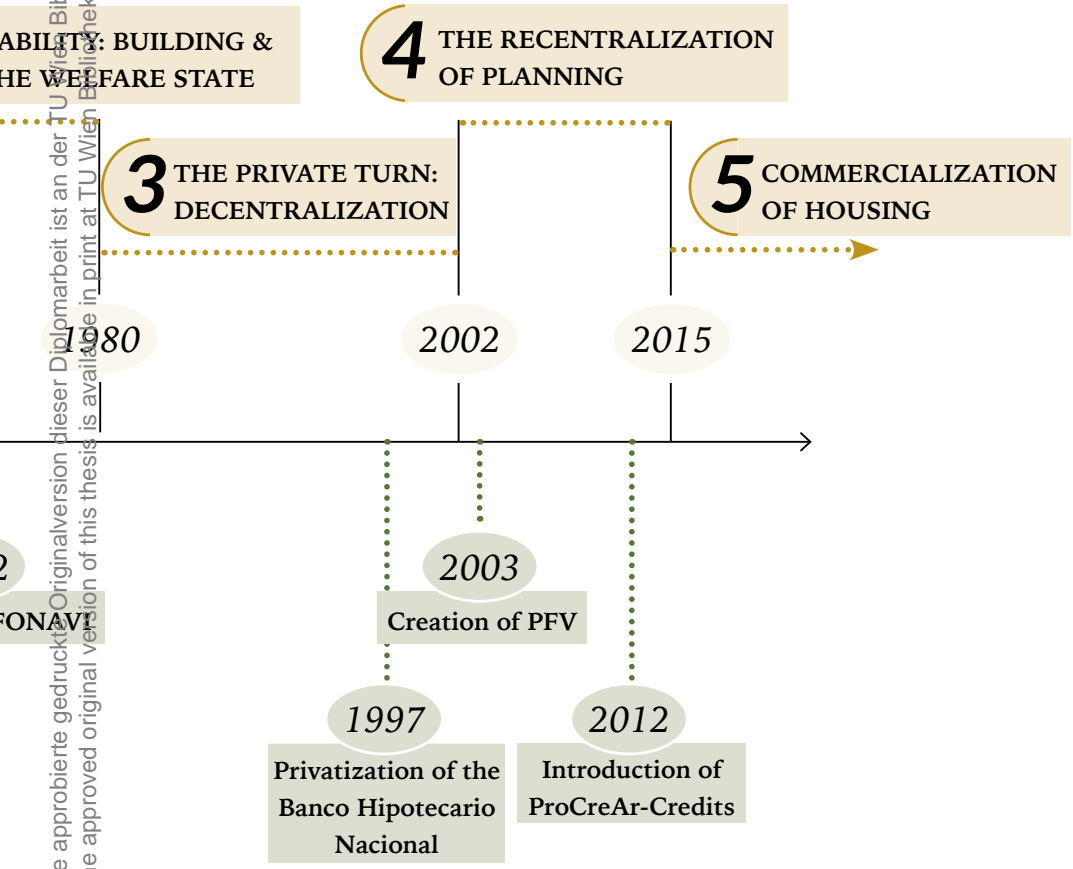 ABILITY: BUILDING &
HE WELFARE STATE
4 THE RECENTRALIZATION
OF PLANNING
3 THE PRIVATE TURN:
DECENTRALIZATION
5 COMMERCIALIZATION
OF HOUSING
1980
2002
2015
2
FONAVI
2003
Creation of PFV
1997
Privatization of the
Banco Hipotecario
Nacional
2012
Introduction of
ProCreAr-Credits
e approbierte gedruckte Originalversion dieser Diplomarbeit ist an der TU Wien Bib
he approved original version of this thesis is available in print at TU Wien Bibliothek